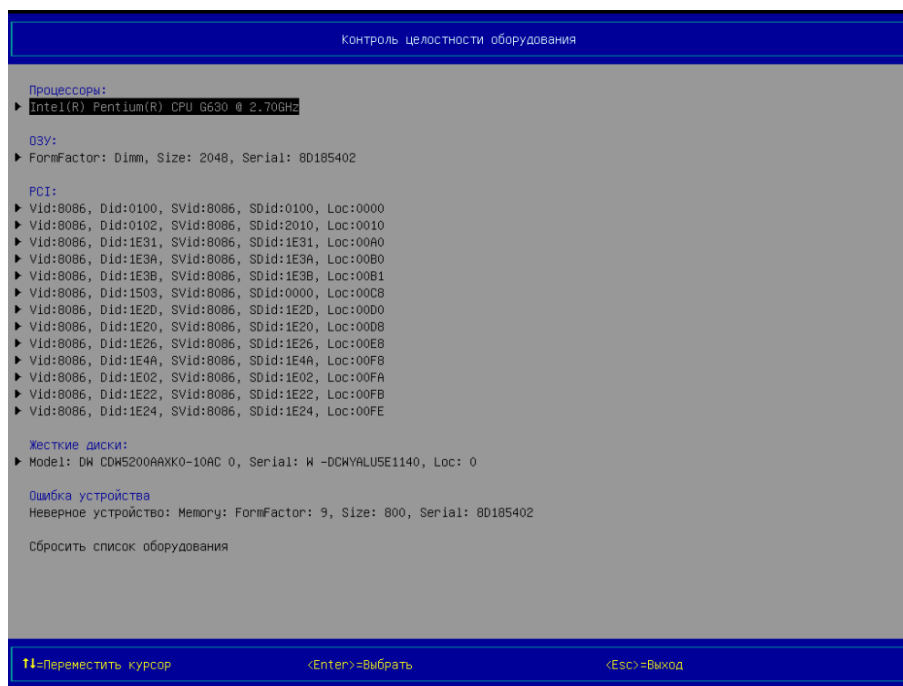 Контроль целостности оборудования
Процессоры:
Intel(R) Pentium(R) CPU G630 @ 2.70GHz
ОЗУ:
FormFactor: Dimm, Size: 2048, Serial: 8D185402
PCI:
Vid:8086, Did:0100, SVid:8086, SDid:0100, Loc:0000
Vid:8086, Did:0102, SVid:8086, SDid:2010, Loc:0010
Vid:8086, Did:1E31, SVid:8086, SDid:1E31, Loc:00A0
Vid:8086, Did:1E3A, SVid:8086, SDid:1E3A, Loc:00B0
Vid:8086, Did:1E3B, SVid:8086, SDid:1E3B, Loc:00B1
Vid:8086, Did:1503, SVid:8086, SDid:0000, Loc:00C8
Vid:8086, Did:1E2D, SVid:8086, SDid:1E2D, Loc:00D0
Vid:8086, Did:1E20, SVid:8086, SDid:1E20, Loc:00D8
Vid:8086, Did:1E26, SVid:8086, SDid:1E26, Loc:00E8
Vid:8086, Did:1E4A, SVid:8086, SDid:1E4A, Loc:00F8
Vid:8086, Did:1E02, SVid:8086, SDid:1E02, Loc:00FA
Vid:8086, Did:1E22, SVid:8086, SDid:1E22, Loc:00FB
Vid:8086, Did:1E24, SVid:8086, SDid:1E24, Loc:00FE
Жесткие диски:
Model: DW CDW5200AAXK0-10AC 0, Serial: W -DCWYALU5E1140, Loc: 0
Ошибка устройства
Неверное устройство: Memory: FormFactor: 9, Size: 800, Serial: 8D185402
Сбросить список оборудования
↑↓=Переместить курсор <Enter>=Выбрать <Esc>=Выход